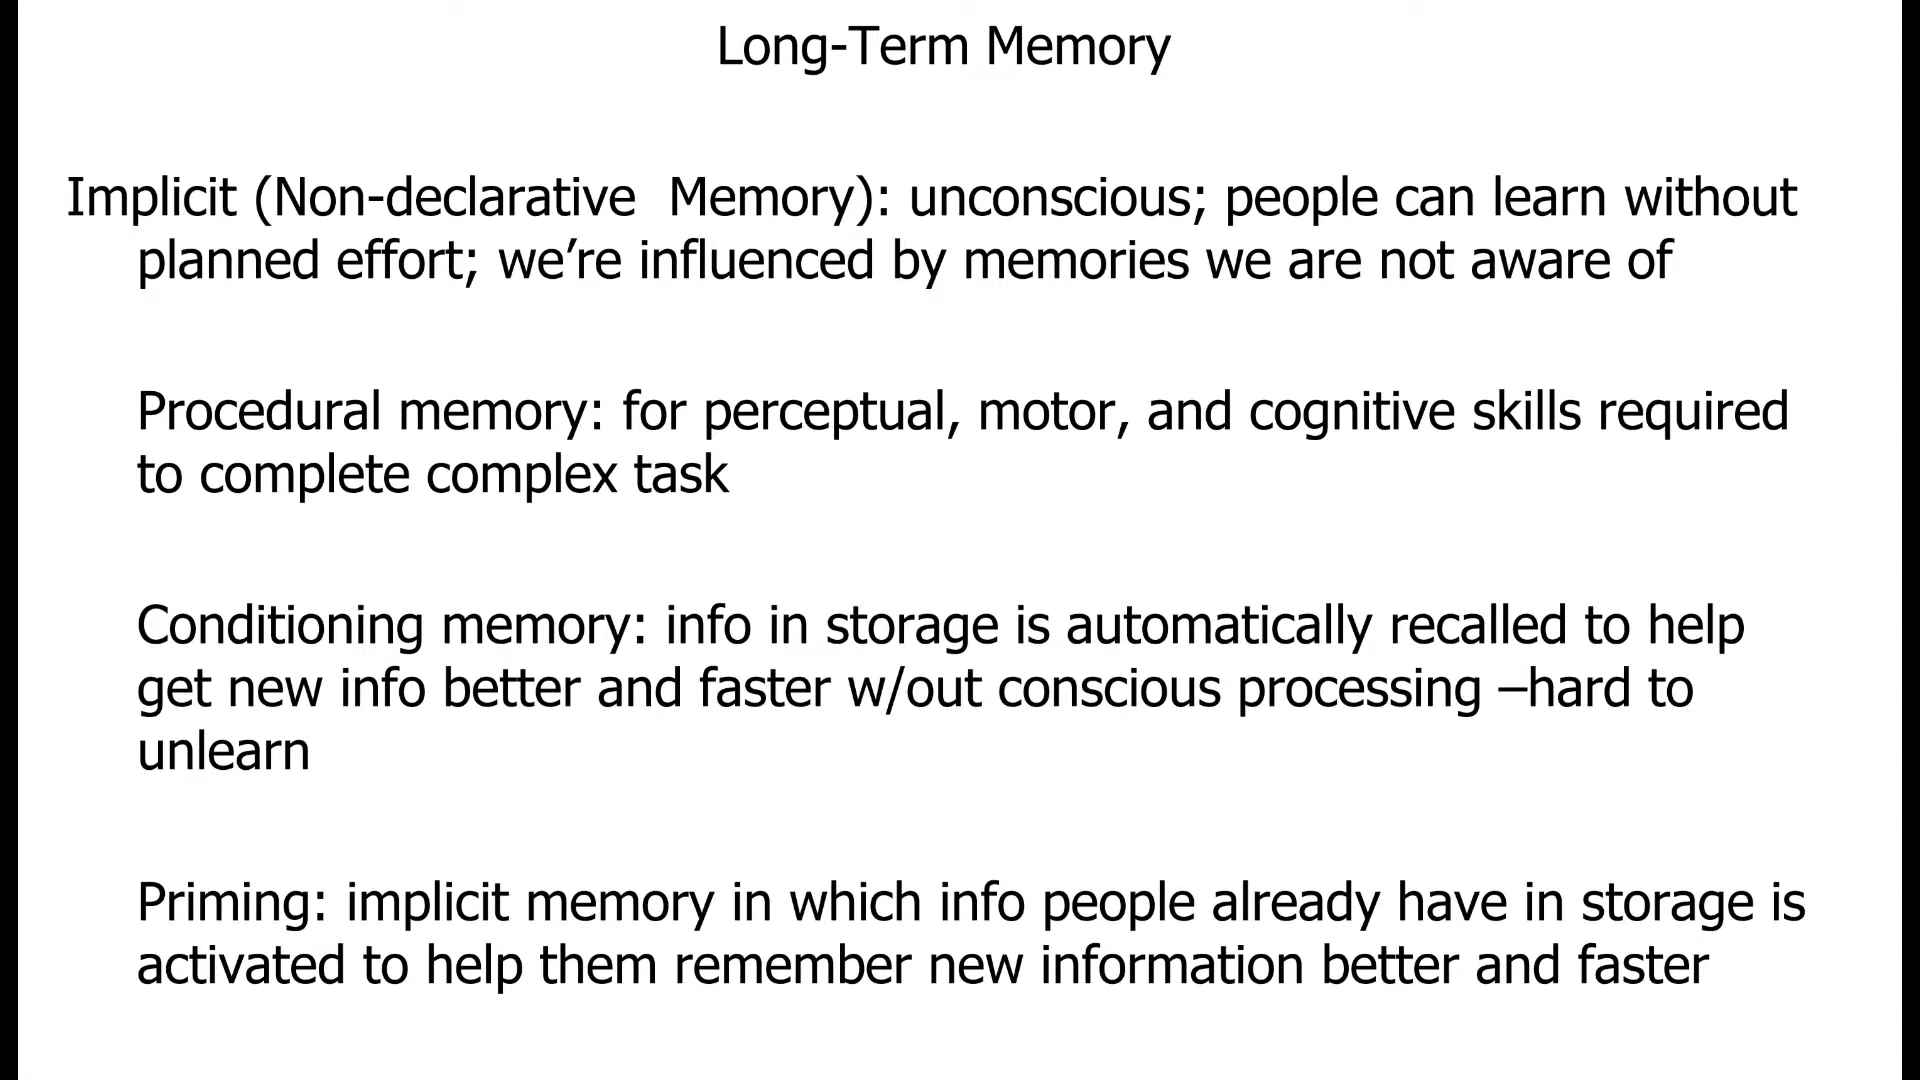 Long-Term Memory
Implicit (Non-declarative  Memory): unconscious; people can learn without
planned effort; we’re influenced by memories we are not aware of
Procedural memory: for perceptual, motor, and cognitive skills required
to complete complex task
Conditioning memory: info in storage is automatically recalled to help
get new info better and faster w/out conscious processing –hard to
unlearn
Priming: implicit memory in which info people already have in storage is
activated to help them remember new information better and faster